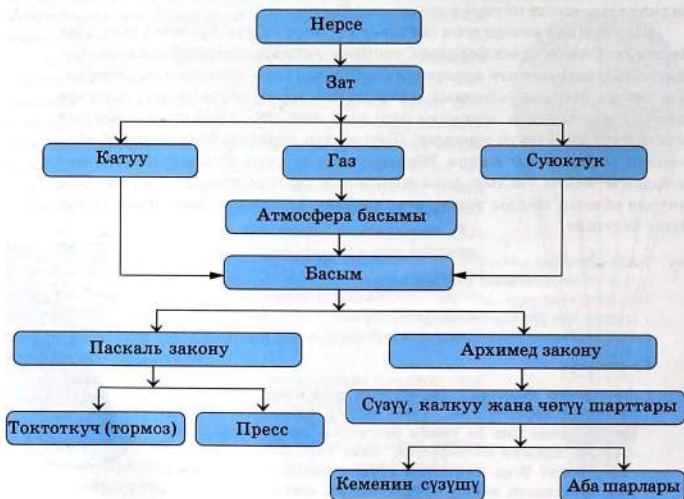 Нерсе
Зат
Катуу
Газ
Суюктук
Атмосфера басымы
Басым
Паскаль закону
Архимед закону
Токтоткуч (тормоз)
Пресс
Сүзүү, калкуу жана чөгүү шарттары
Кеменин сүзүшү
Аба шарлары